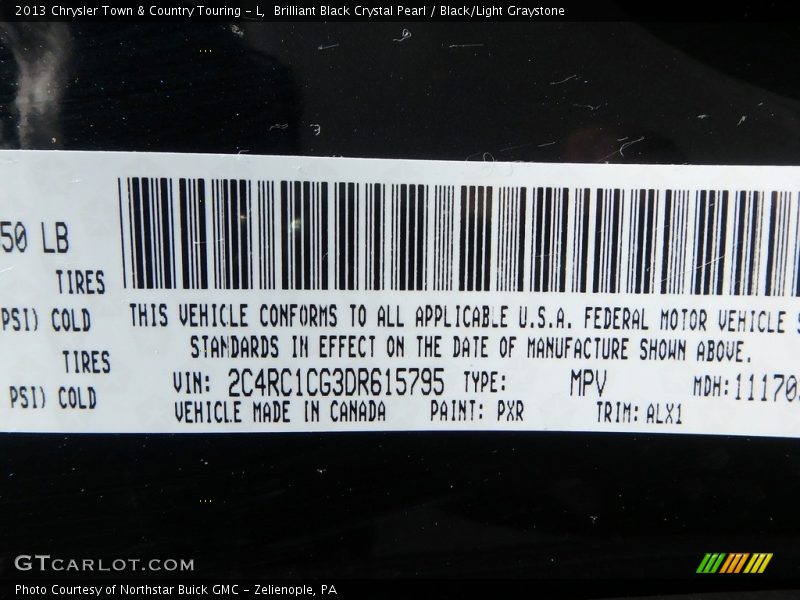 2013 Chrysler Town & Country Touring - L, Brilliant Black Crystal Pearl / Black/Light Graystone
50 LB
TIRES
PSI) COLD
TIRES
PSI) COLD
THIS VEHICLE CONFORMS TO ALL APPLICABLE U.S.A. FEDERAL MOTOR VEHICLE
STANDARDS IN EFFECT ON THE DATE OF MANUFACTURE SHOWN ABOVE.
VIN: 2C4RC1CG3DR615795 TYPE: MPV MDH: 11170
VEHICLE MADE IN CANADA PAINT: PXR TRIM: ALX1
GTCARLOT.COM
Photo Courtesy of Northstar Buick GMC - Zelienople, PA